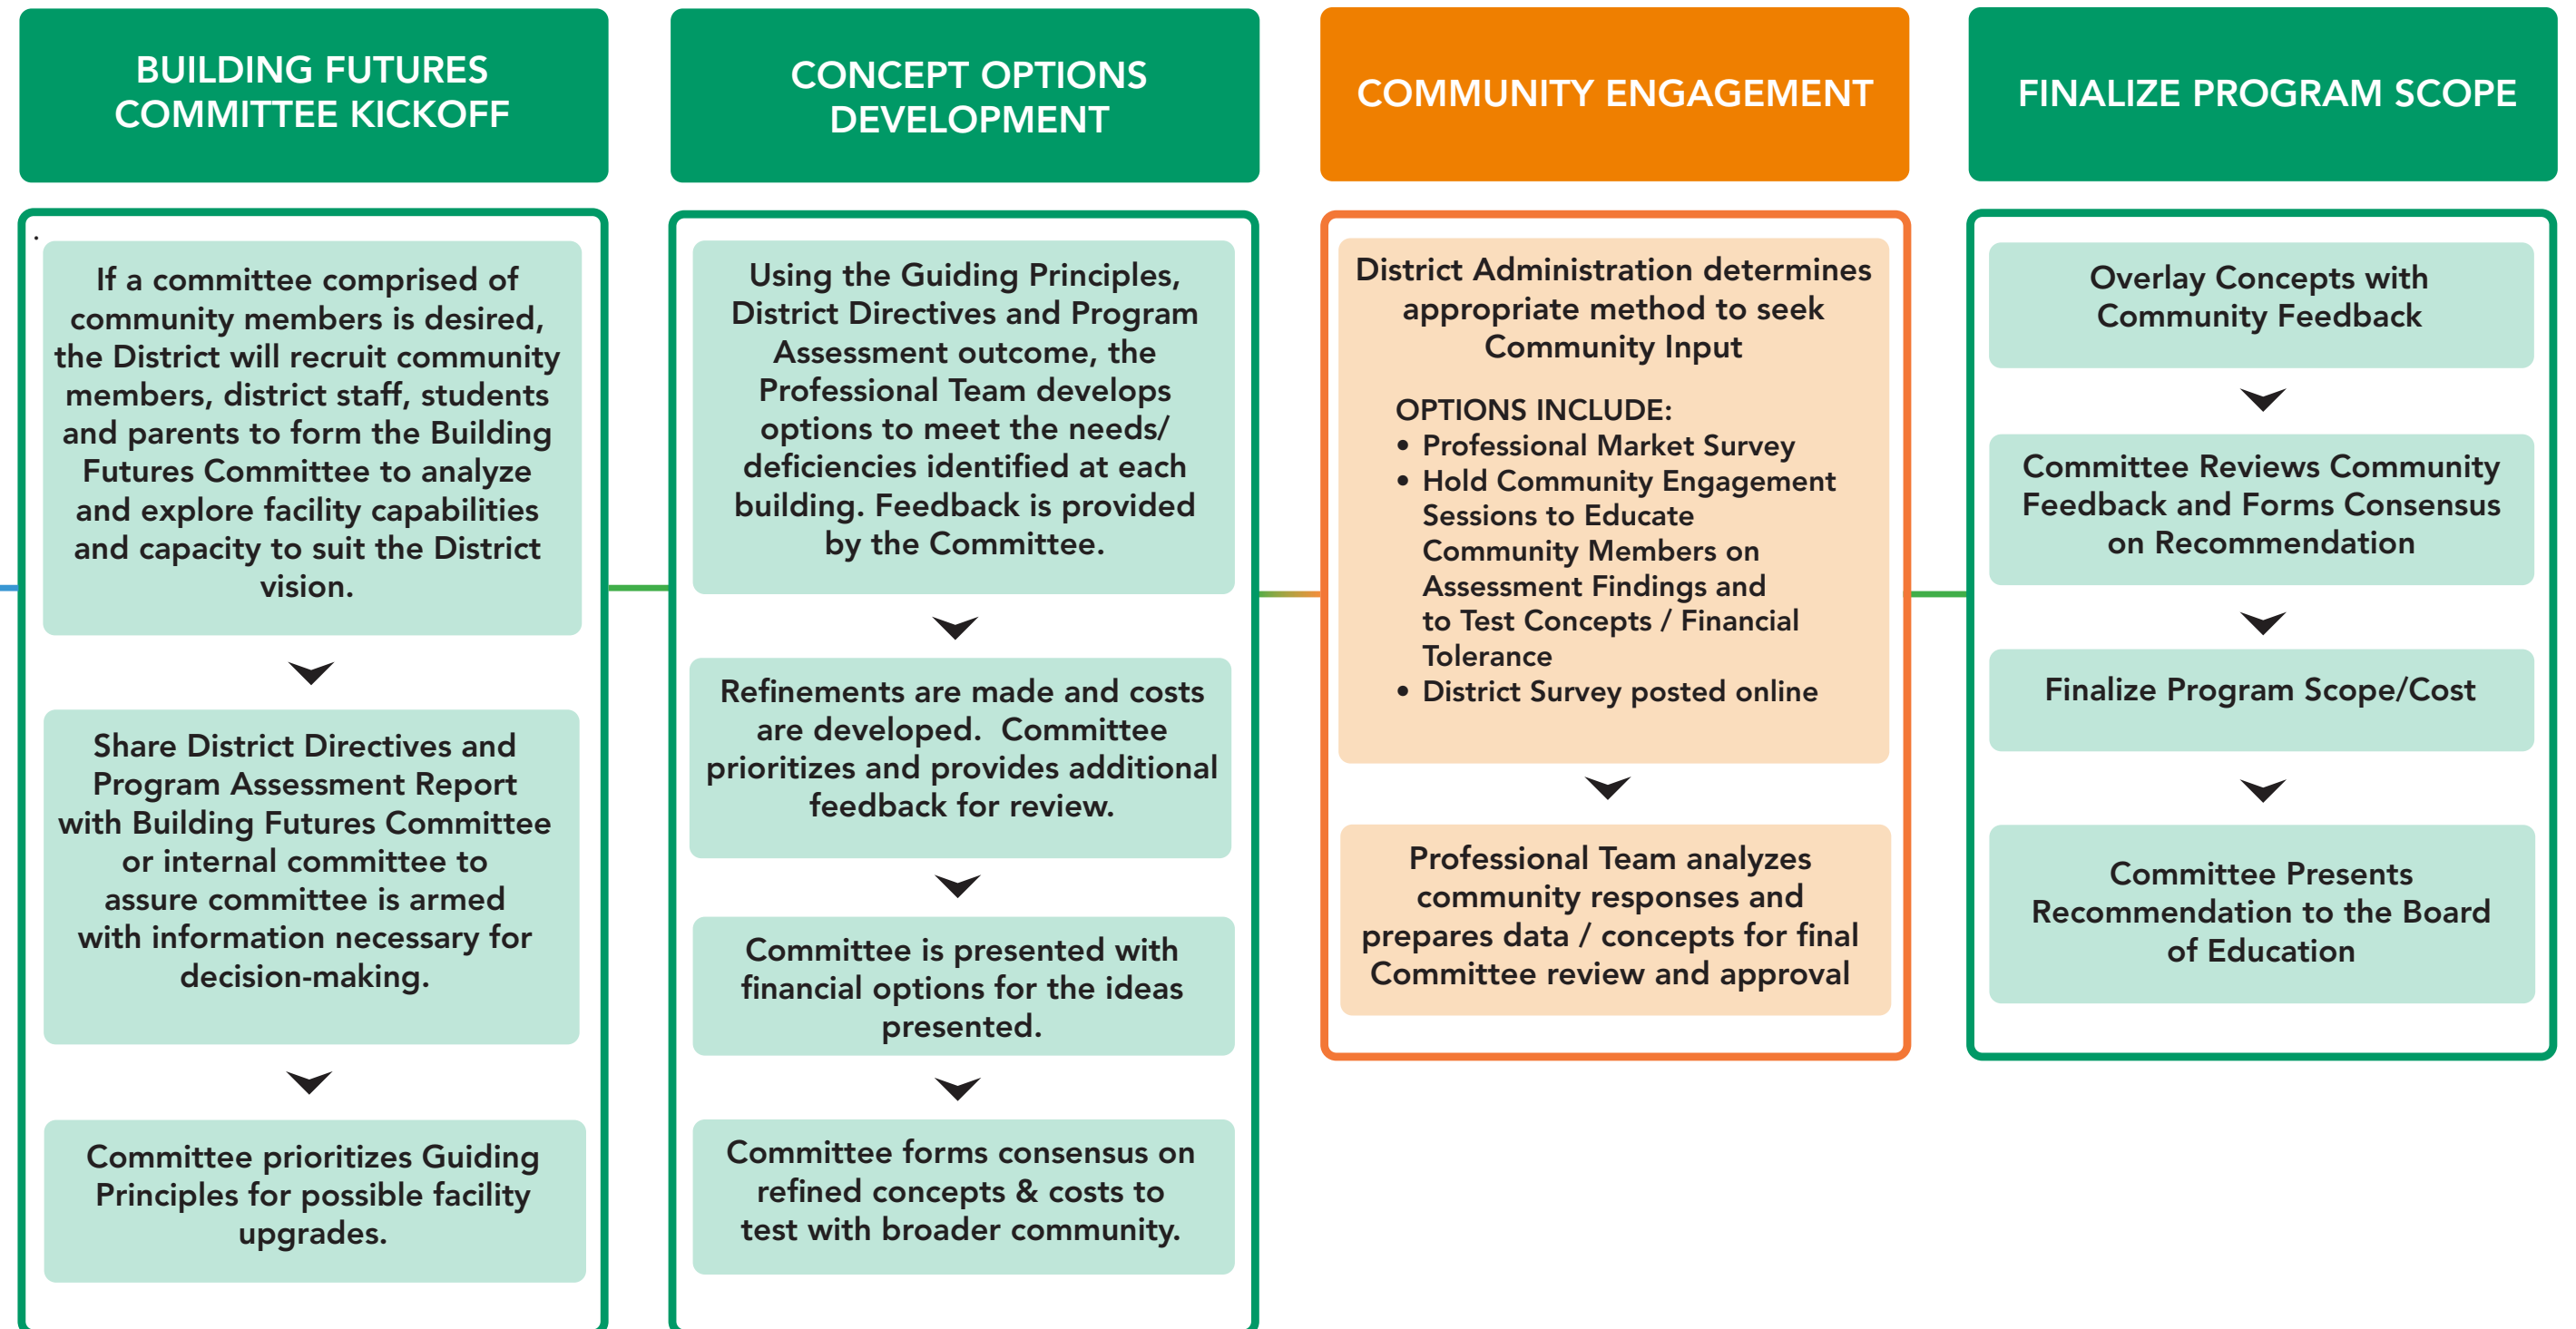 BUILDING FUTURES
COMMITTEE KICKOFF
.
If a committee comprised of
community members is desired,
the District will recruit community
members, district staff, students
and parents to form the Building
Futures Committee to analyze
and explore facility capabilities
and capacity to suit the District
vision.
Share District Directives and
Program Assessment Report
with Building Futures Committee
or internal committee to
assure committee is armed
with information necessary for
decision-making.
Committee prioritizes Guiding
Principles for possible facility
upgrades.
CONCEPT OPTIONS
DEVELOPMENT
Using the Guiding Principles,
District Directives and Program
Assessment outcome, the
Professional Team develops
options to meet the needs/
deficiencies identified at each
building. Feedback is provided
by the Committee.
Refinements are made and costs
are developed.  Committee
prioritizes and provides additional
feedback for review.
Committee is presented with
financial options for the ideas
presented.
Committee forms consensus on
refined concepts & costs to
test with broader community.
COMMUNITY ENGAGEMENT
District Administration determines
appropriate method to seek
Community Input
OPTIONS INCLUDE:
• Professional Market Survey
• Hold Community Engagement
Sessions to Educate
Community Members on
Assessment Findings and
to Test Concepts / Financial
Tolerance
• District Survey posted online
Professional Team analyzes
community responses and
prepares data / concepts for final
Committee review and approval
FINALIZE PROGRAM SCOPE
Overlay Concepts with
Community Feedback
Committee Reviews Community
Feedback and Forms Consensus
on Recommendation
Finalize Program Scope/Cost
Committee Presents
Recommendation to the Board
of Education